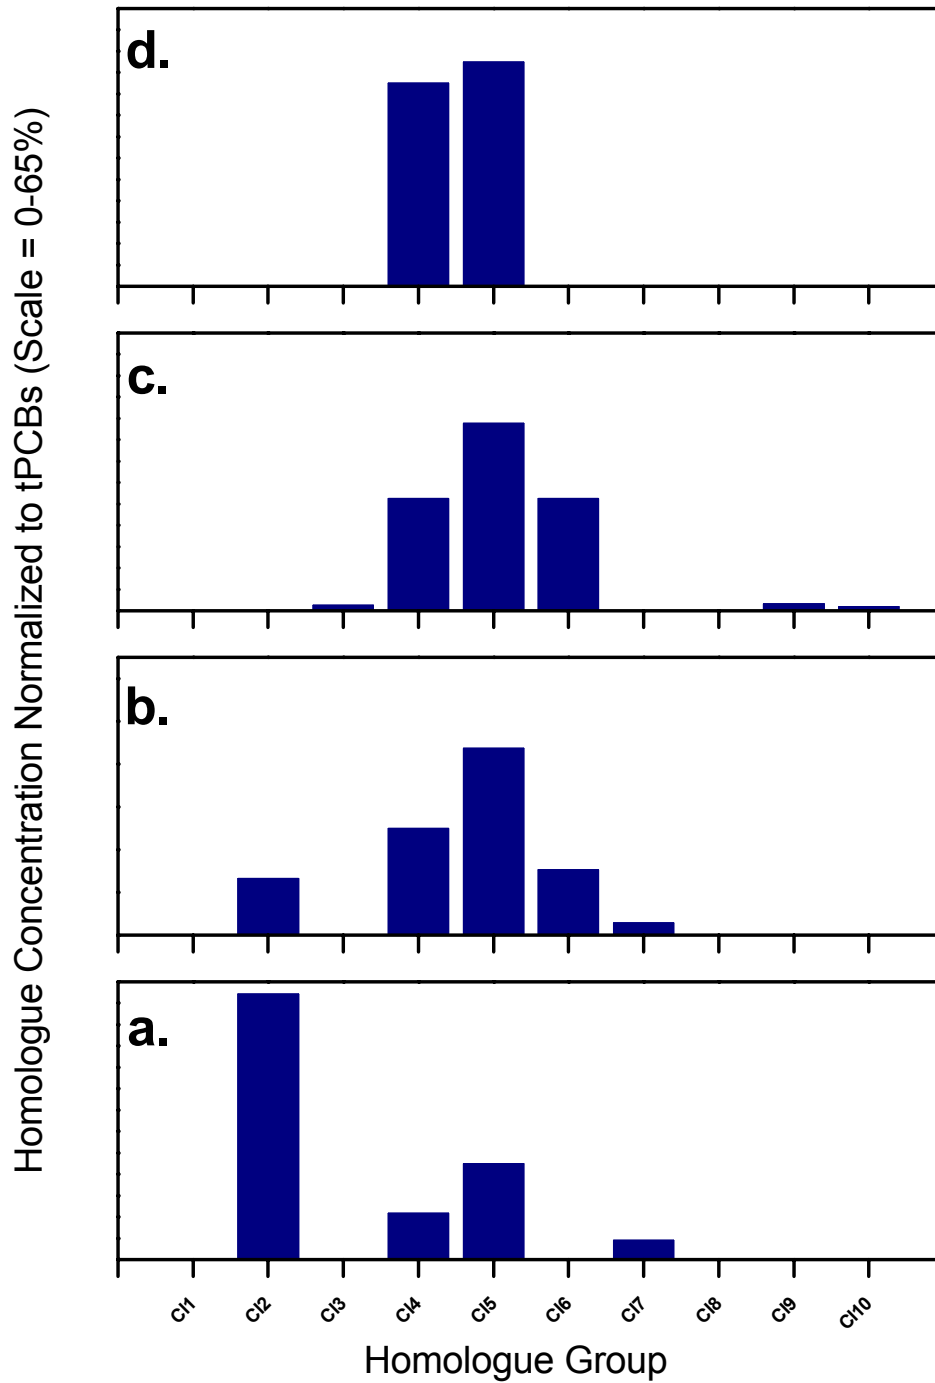 Homologue Concentration Normalized to tPCBs (Scale = 0-65%)
d.
c.
b.
a.
Cl1 Cl2 Cl3 Cl4 Cl5 Cl6 Cl7 Cl8 Cl9 Cl10
Homologue Group